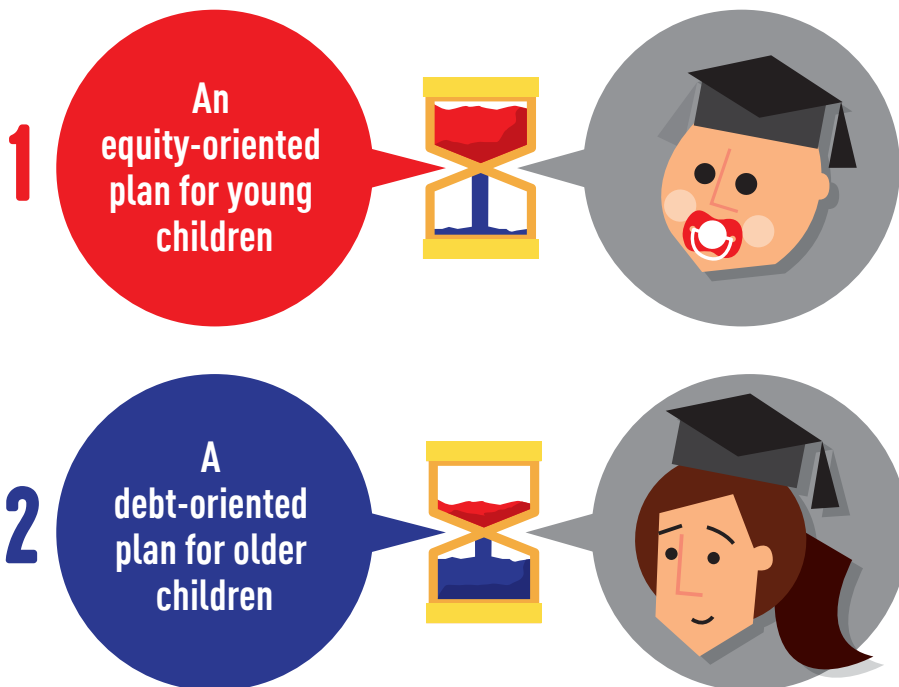 1
An
equity-oriented
plan for young
children
2
A
debt-oriented
plan for older
children